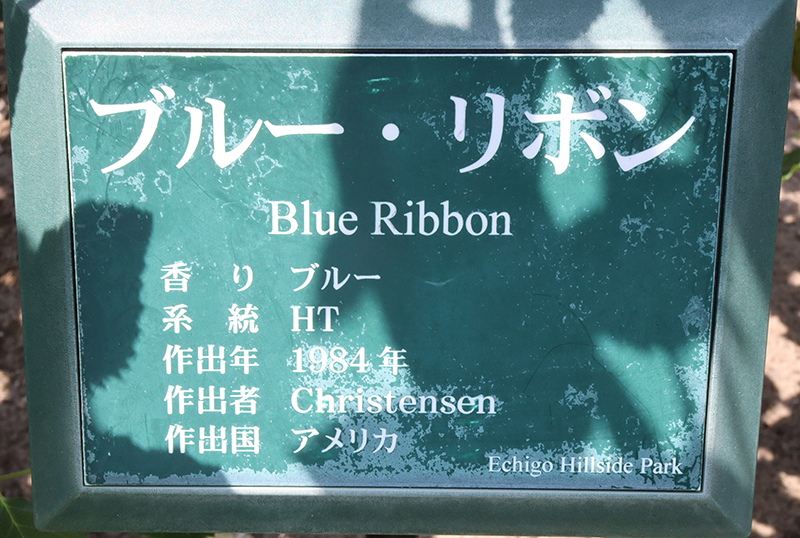 ブルー・リボン
Blue Ribbon
香　り　ブルー
系　統　HT
作出年　1984年
作出者　Christensen
作出国　アメリカ
Echigo Hillside Park